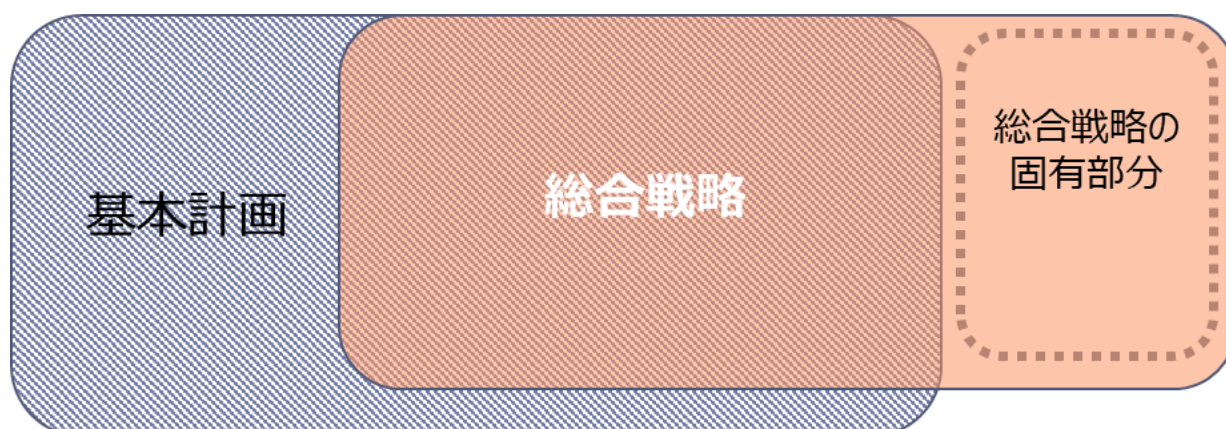 基本計画
総合戦略
総合戦略の
固有部分